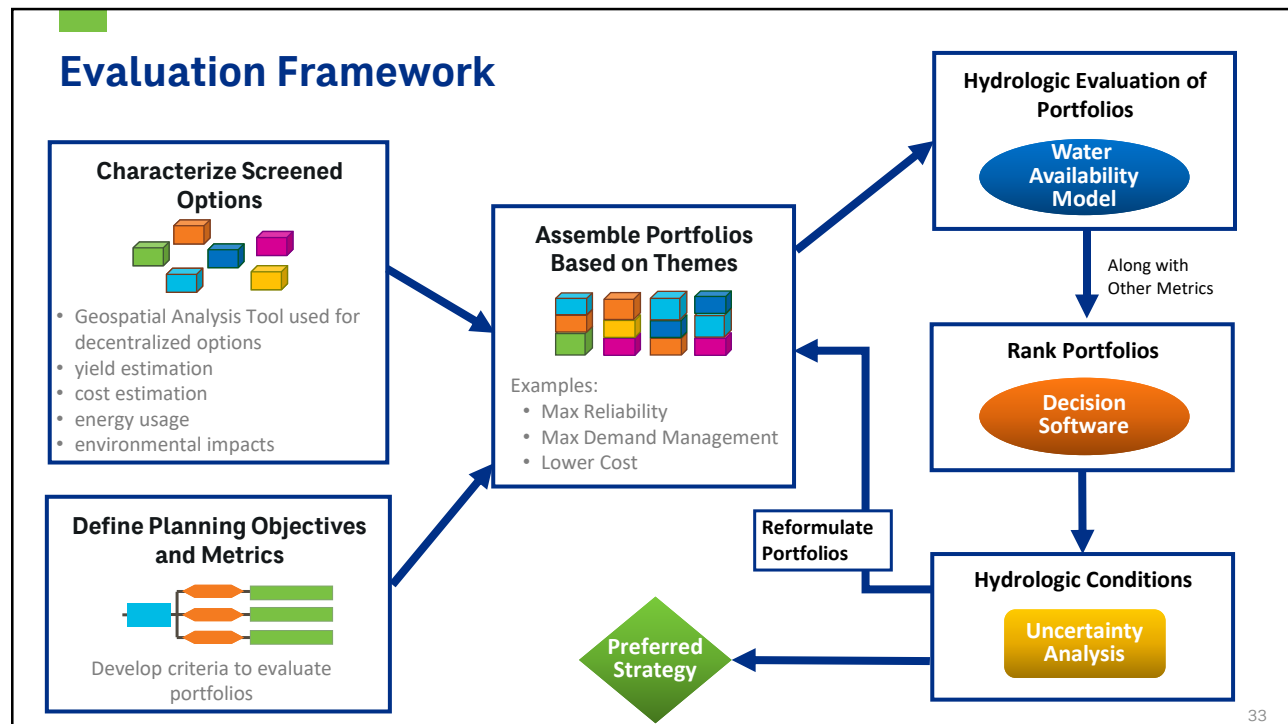 Evaluation Framework
Characterize Screened
Options
• Geospatial Analysis Tool used for
decentralized options
• yield estimation
• cost estimation
• energy usage
• environmental impacts
Define Planning Objectives
and Metrics
Develop criteria to evaluate
portfolios
Assemble Portfolios
Based on Themes
Examples:
• Max Reliability
• Max Demand Management
• Lower Cost
Hydrologic Evaluation of
Portfolios
Water
Availability
Model
Along with
Other Metrics
Rank Portfolios
Decision
Software
Hydrologic Conditions
Uncertainty
Analysis
Reformulate
Portfolios
Preferred
Strategy
33